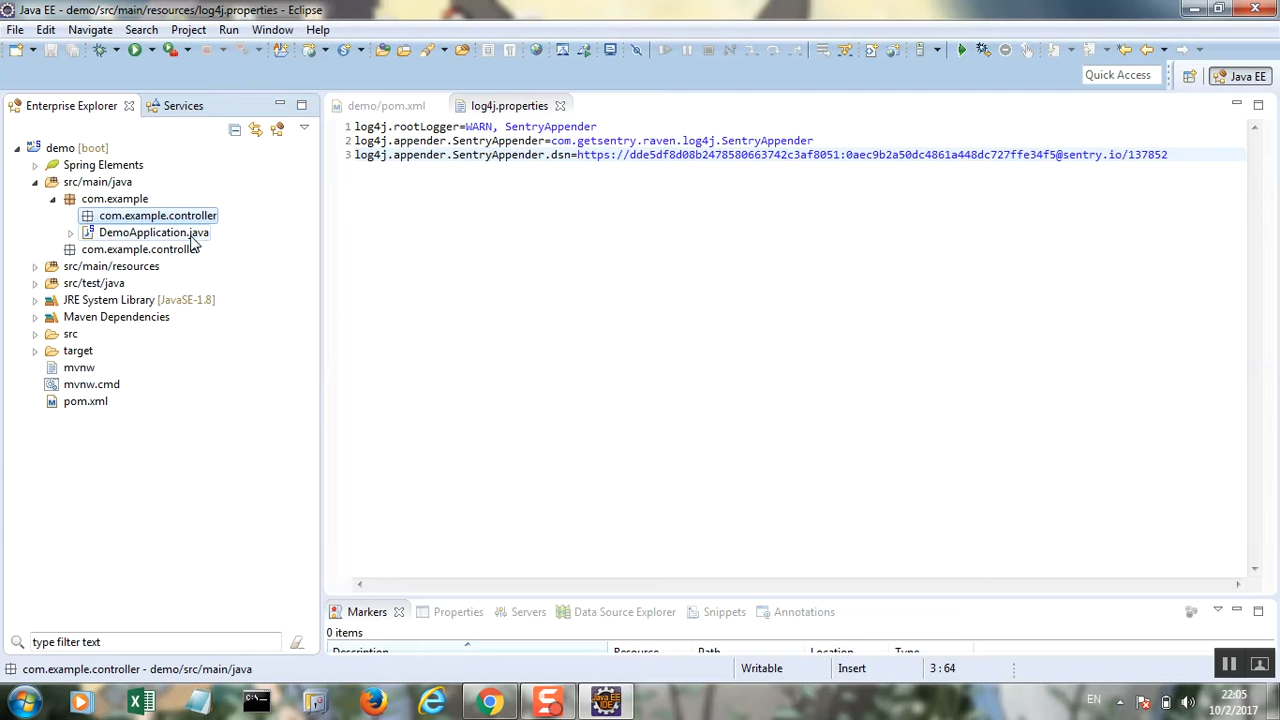 Java EE - demo/src/main/resources/log4j.properties - Eclipse
File Edit Navigate Search Project Run Window Help
Quick Access Java EE
Enterprise Explorer Services
demo/pom.xml log4j.properties
demo [boot]
Spring Elements
src/main/java
com.example
com.example.controller
DemoApplication.java
com.example.controller
src/main/resources
src/test/java
JRE System Library [JavaSE-1.8]
Maven Dependencies
src
target
mvnw
mvnw.cmd
pom.xml
type filter text
1 log4j.rootLogger=WARN, SentryAppender
2 log4j.appender.SentryAppender=com.getsentry.raven.log4j.SentryAppender
3 log4j.appender.SentryAppender.dsn=https://dde5df8d08b2478580663742c3af8051:0aec9b2a50dc4861a448dc727ffe34f5@sentry.io/137852
Markers Properties Servers Data Source Explorer Snippets Annotations
0 items
Description Resource Path Location Type
com.example.controller - demo/src/main/java Writable Insert 3 : 64
EN 22:05
10/2/2017